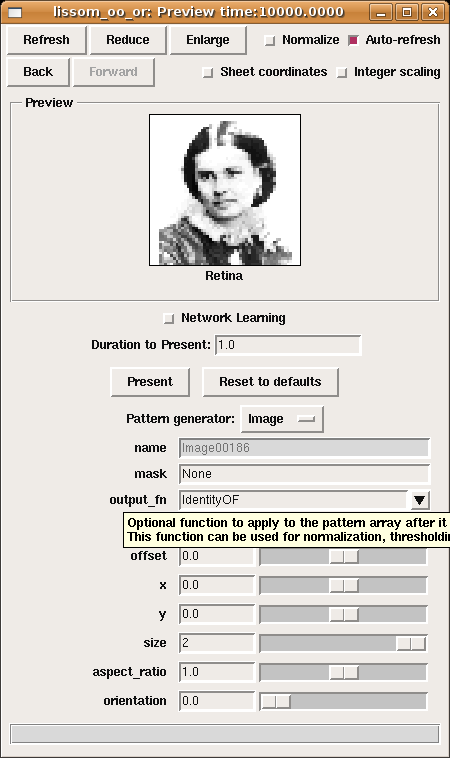 lissom_oo_or: Preview time:10000.0000
Refresh Reduce Enlarge Normalize Auto-refresh
Back Forward Sheet coordinates Integer scaling
Preview
Retina
Network Learning
Duration to Present: 1.0
Present Reset to defaults
Pattern generator: Image
name Image00186
mask None
output_fn IdentityOF
Optional function to apply to the pattern array after it
This function can be used for normalization, thresholdin
offset 0.0
x 0.0
y 0.0
size 2
aspect_ratio 1.0
orientation 0.0